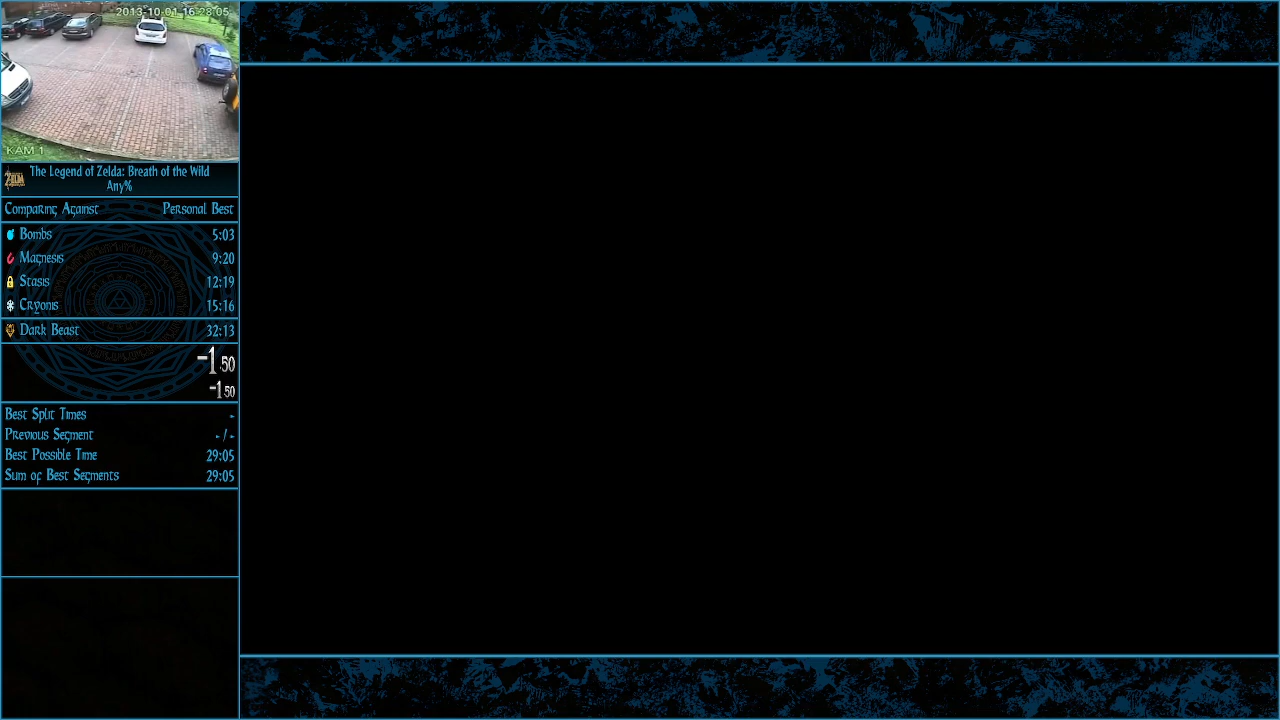 2013-10-01 16:28:05
KAM 1
ZELDA
The Legend of Zelda: Breath of the Wild
Any%
Comparing Against Personal Best
Bombs 5:03
Magnesis 9:20
Stasis 12:19
Cryonis 15:16
Dark Beast 32:13
-1.50
-1.50
Best Split Times -
Previous Segment - / -
Best Possible Time 29:05
Sum of Best Segments 29:05